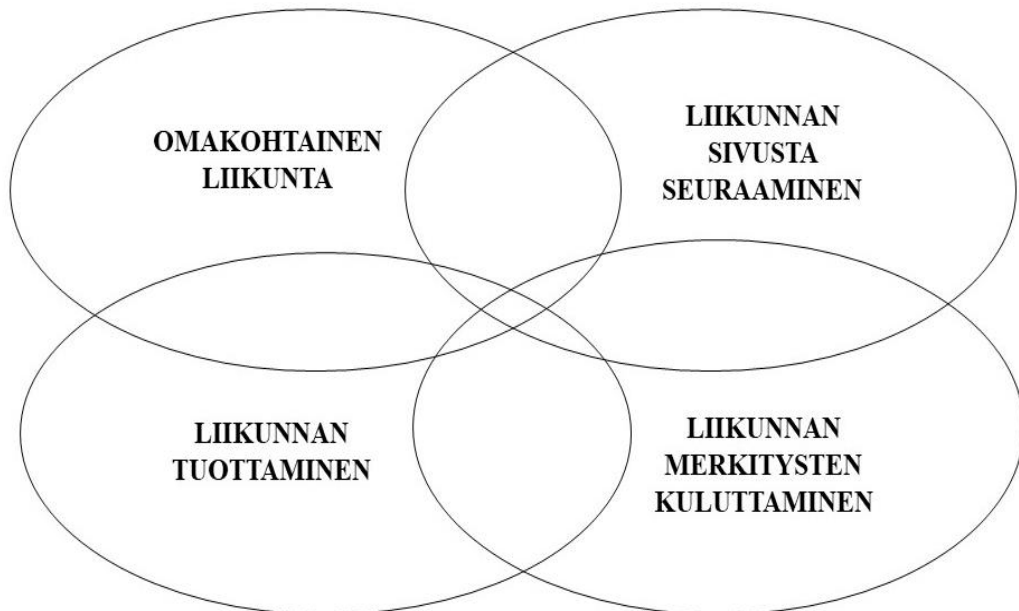 OMAKOHTAINEN
LIIKUNTA
LIIKUNNAN
SIVUSTA
SEURAAMINEN
LIIKUNNAN
TUOTTAMINEN
LIIKUNNAN
MERKITYSTEN
KULUTTAMINEN